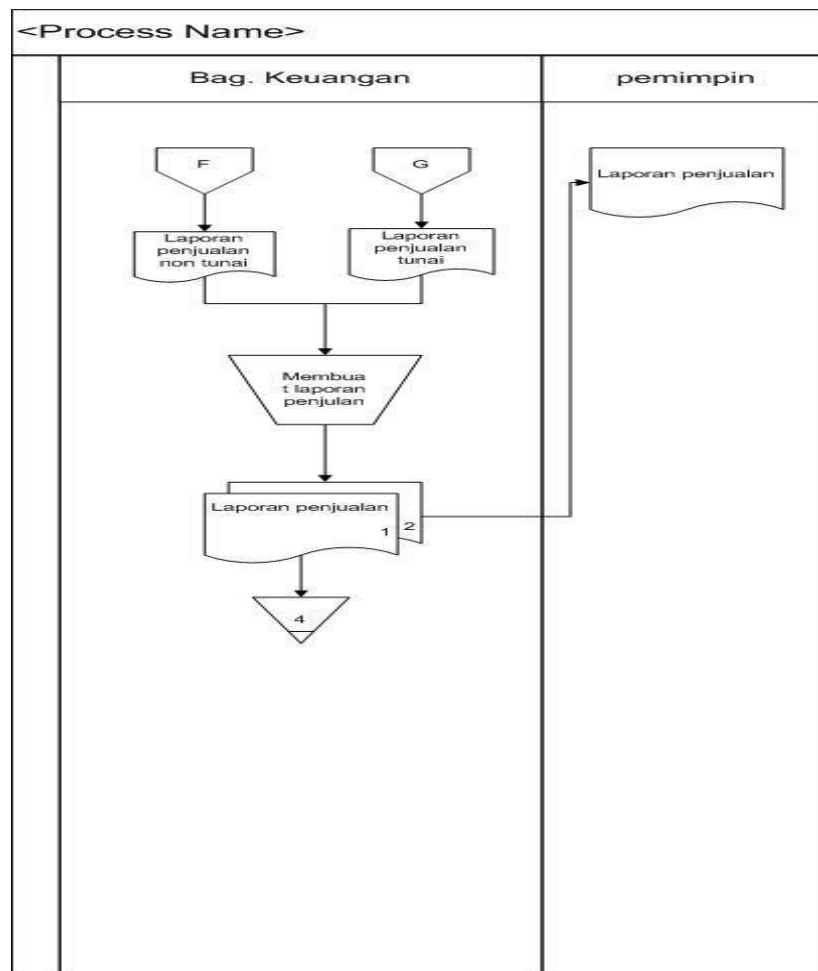 <Process Name>
Bag. Keuangan
pemimpin
F
G
Laporan penjualan
Laporan
penjualan
non tunai
Laporan
penjualan
tunai
Membua
t laporan
penjulan
Laporan penjualan
1
2
4